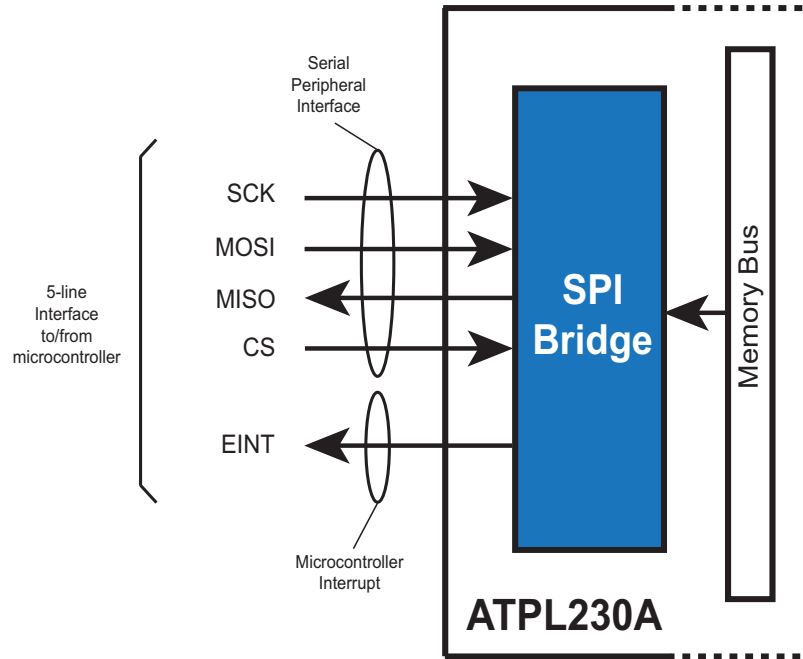 Serial
Peripheral
Interface
SCK
MOSI
MISO
CS
EINT
5-line
Interface
to/from
microcontroller
SPI
Bridge
Memory Bus
Microcontroller
Interrupt
ATPL230A